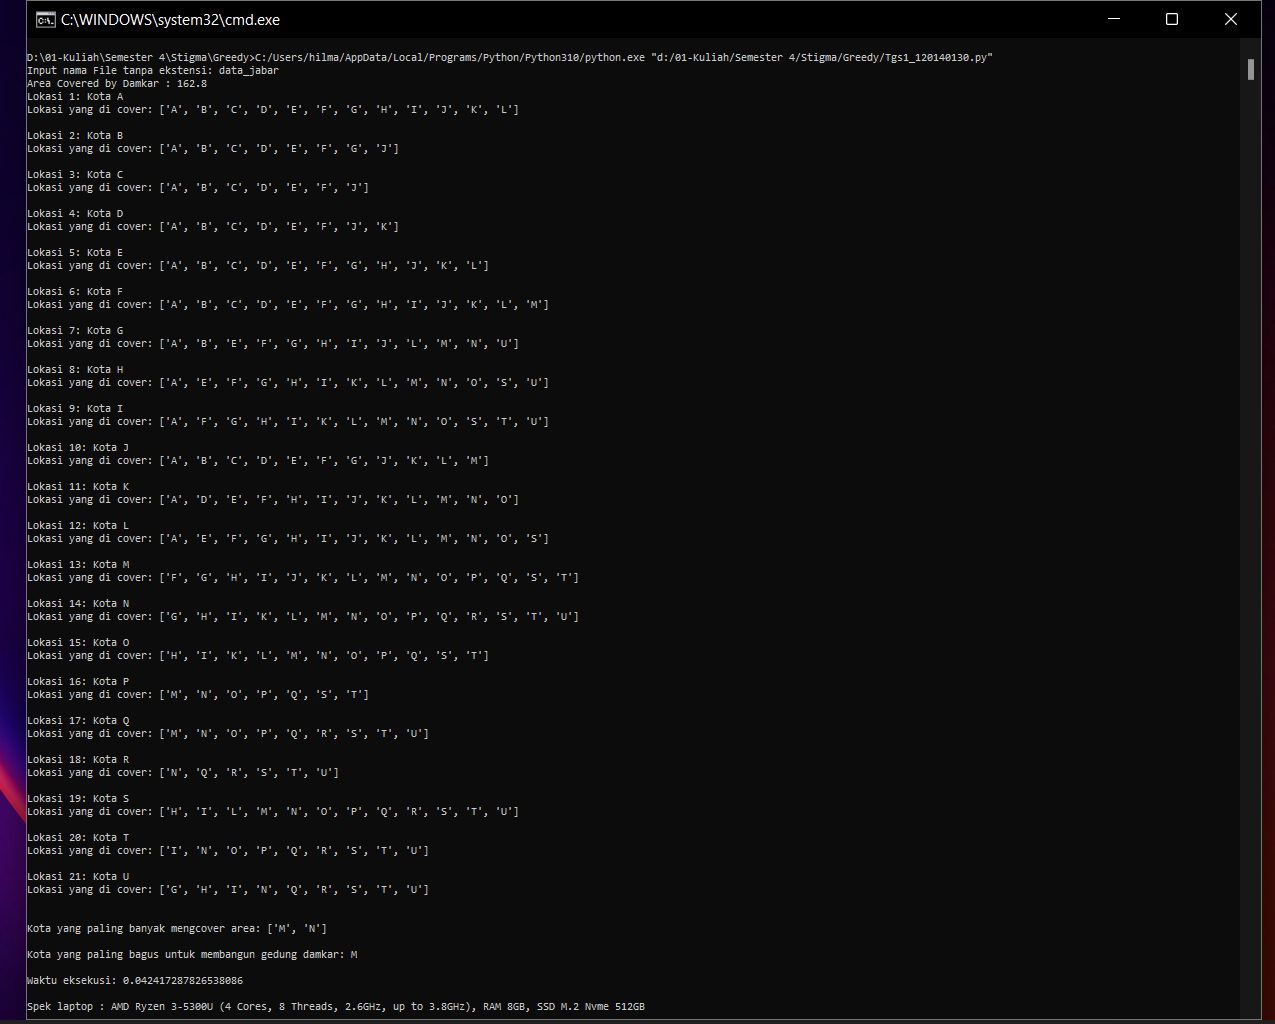 C:\WINDOWS\system32\cmd.exe
D:\01-Kuliah\Semester 4\Stigma\Greedy>C:/Users/hilma/AppData/Local/Programs/Python/Python310/python.exe "d:/01-Kuliah/Semester 4/Stigma/Greedy/Tgs1_120140130.py"
Input nama File tanpa ekstensi: data_jabar
Area Covered by Damkar : 162.8
Lokasi 1: Kota A
Lokasi yang di cover: ['A', 'B', 'C', 'D', 'E', 'F', 'G', 'H', 'I', 'J', 'K', 'L']
Lokasi 2: Kota B
Lokasi yang di cover: ['A', 'B', 'C', 'D', 'E', 'F', 'G', 'J']
Lokasi 3: Kota C
Lokasi yang di cover: ['A', 'B', 'C', 'D', 'E', 'F', 'J']
Lokasi 4: Kota D
Lokasi yang di cover: ['A', 'B', 'C', 'D', 'E', 'F', 'J', 'K']
Lokasi 5: Kota E
Lokasi yang di cover: ['A', 'B', 'C', 'D', 'E', 'F', 'G', 'H', 'J', 'K', 'L']
Lokasi 6: Kota F
Lokasi yang di cover: ['A', 'B', 'C', 'D', 'E', 'F', 'G', 'H', 'I', 'J', 'K', 'L', 'M']
Lokasi 7: Kota G
Lokasi yang di cover: ['A', 'B', 'E', 'F', 'G', 'H', 'I', 'J', 'L', 'M', 'N', 'U']
Lokasi 8: Kota H
Lokasi yang di cover: ['A', 'E', 'F', 'G', 'H', 'I', 'K', 'L', 'M', 'N', 'O', 'S', 'U']
Lokasi 9: Kota I
Lokasi yang di cover: ['A', 'F', 'G', 'H', 'I', 'K', 'L', 'M', 'N', 'O', 'S', 'T', 'U']
Lokasi 10: Kota J
Lokasi yang di cover: ['A', 'B', 'C', 'D', 'E', 'F', 'G', 'J', 'K', 'L', 'M']
Lokasi 11: Kota K
Lokasi yang di cover: ['A', 'D', 'E', 'F', 'H', 'I', 'J', 'K', 'L', 'M', 'N', 'O']
Lokasi 12: Kota L
Lokasi yang di cover: ['A', 'E', 'F', 'G', 'H', 'I', 'J', 'K', 'L', 'M', 'N', 'O', 'S']
Lokasi 13: Kota M
Lokasi yang di cover: ['F', 'G', 'H', 'I', 'J', 'K', 'L', 'M', 'N', 'O', 'P', 'Q', 'S', 'T']
Lokasi 14: Kota N
Lokasi yang di cover: ['G', 'H', 'I', 'K', 'L', 'M', 'N', 'O', 'P', 'Q', 'R', 'S', 'T', 'U']
Lokasi 15: Kota O
Lokasi yang di cover: ['H', 'I', 'K', 'L', 'M', 'N', 'O', 'P', 'Q', 'S', 'T']
Lokasi 16: Kota P
Lokasi yang di cover: ['M', 'N', 'O', 'P', 'Q', 'S', 'T']
Lokasi 17: Kota Q
Lokasi yang di cover: ['M', 'N', 'O', 'P', 'Q', 'R', 'S', 'T', 'U']
Lokasi 18: Kota R
Lokasi yang di cover: ['N', 'Q', 'R', 'S', 'T', 'U']
Lokasi 19: Kota S
Lokasi yang di cover: ['H', 'I', 'L', 'M', 'N', 'O', 'P', 'Q', 'R', 'S', 'T', 'U']
Lokasi 20: Kota T
Lokasi yang di cover: ['I', 'N', 'O', 'P', 'Q', 'R', 'S', 'T', 'U']
Lokasi 21: Kota U
Lokasi yang di cover: ['G', 'H', 'I', 'N', 'Q', 'R', 'S', 'T', 'U']
Kota yang paling banyak mengcover area: ['M', 'N']
Kota yang paling bagus untuk membangun gedung damkar: M
Waktu eksekusi: 0.042417287826538086
Spek laptop : AMD Ryzen 3-5300U (4 Cores, 8 Threads, 2.6GHz, up to 3.8GHz), RAM 8GB, SSD M.2 Nvme 512GB